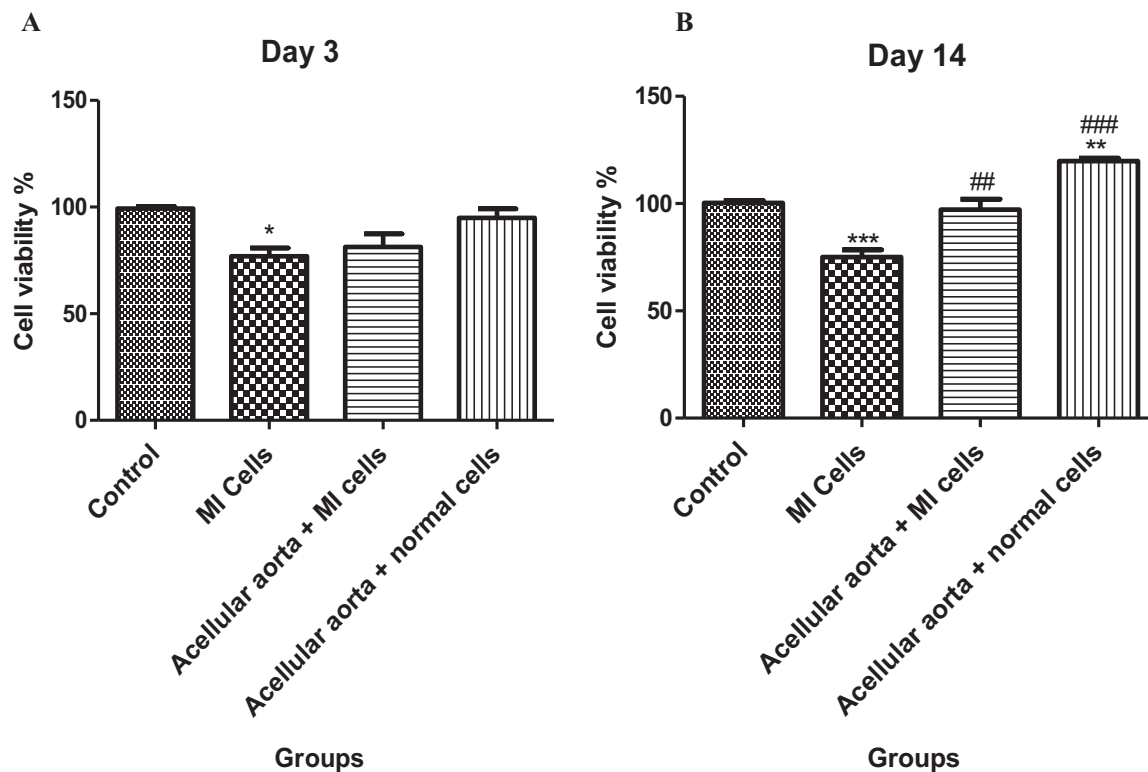 A
Day 3
Cell viability %
150
100
50
0
*
Control
MI Cells
Acellular aorta + MI cells
Acellular aorta + normal cells
Groups
B
Day 14
Cell viability %
150
100
50
0
***
##
###
**
Control
MI Cells
Acellular aorta + MI cells
Acellular aorta + normal cells
Groups